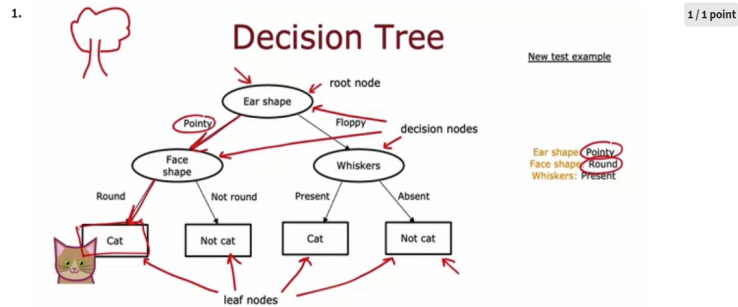 1.
1 / 1 point
Decision Tree
New test example
root node
Ear shape
Pointy
Floppy
decision nodes
Face
shape
Whiskers
Ear shape: Pointy
Face shape: Round
Whiskers: Present
Round
Not round
Present
Absent
Cat
Not cat
Cat
Not cat
leaf nodes